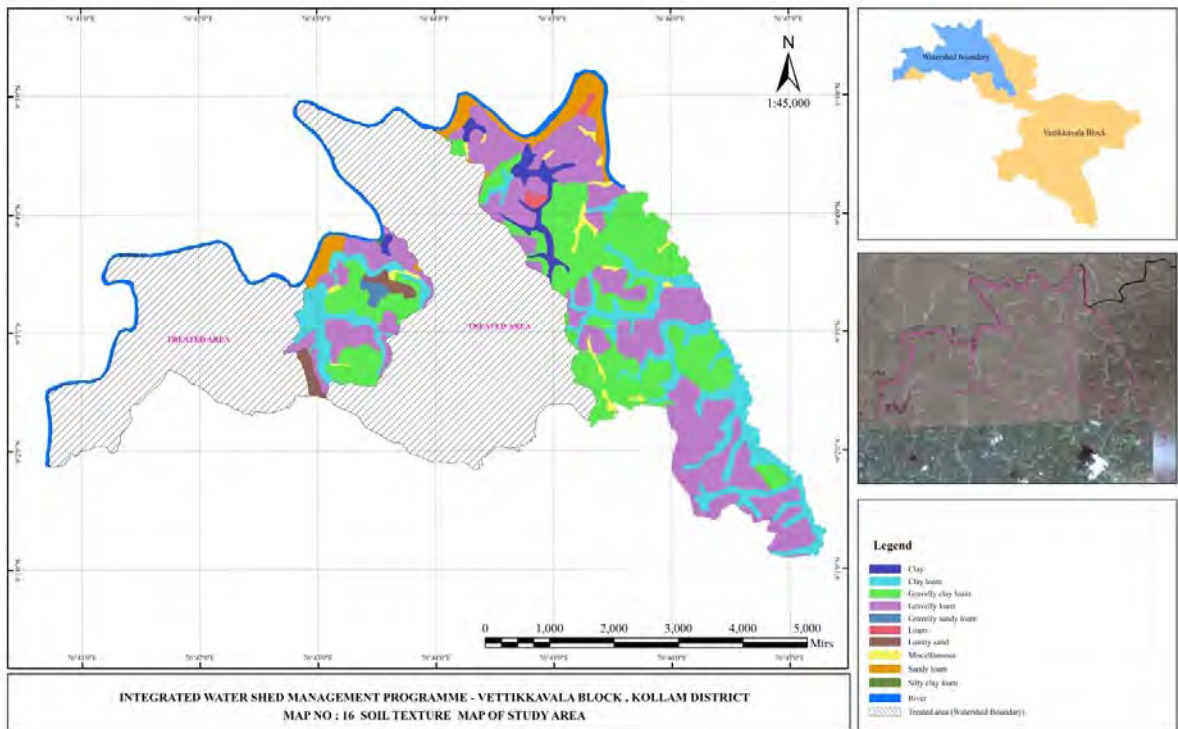 N
1:45,000
TREATED AREA
TREATED AREA
0 1,000 2,000 3,000 4,000 5,000
Mtrs
INTEGRATED WATER SHED MANAGEMENT PROGRAMME - VETTIKKAVALA BLOCK , KOLLAM DISTRICT
MAP NO : 16 SOIL TEXTURE MAP OF STUDY AREA
Watershed boundary
Vettikkavala Block
Legend
Clay
Clay loam
Gravelly clay loam
Gravelly loam
Gravelly sandy loam
Loam
Loamy sand
Miscellaneous
Sandy loam
Silty clay loam
River
Treated area (Watershed Boundary)